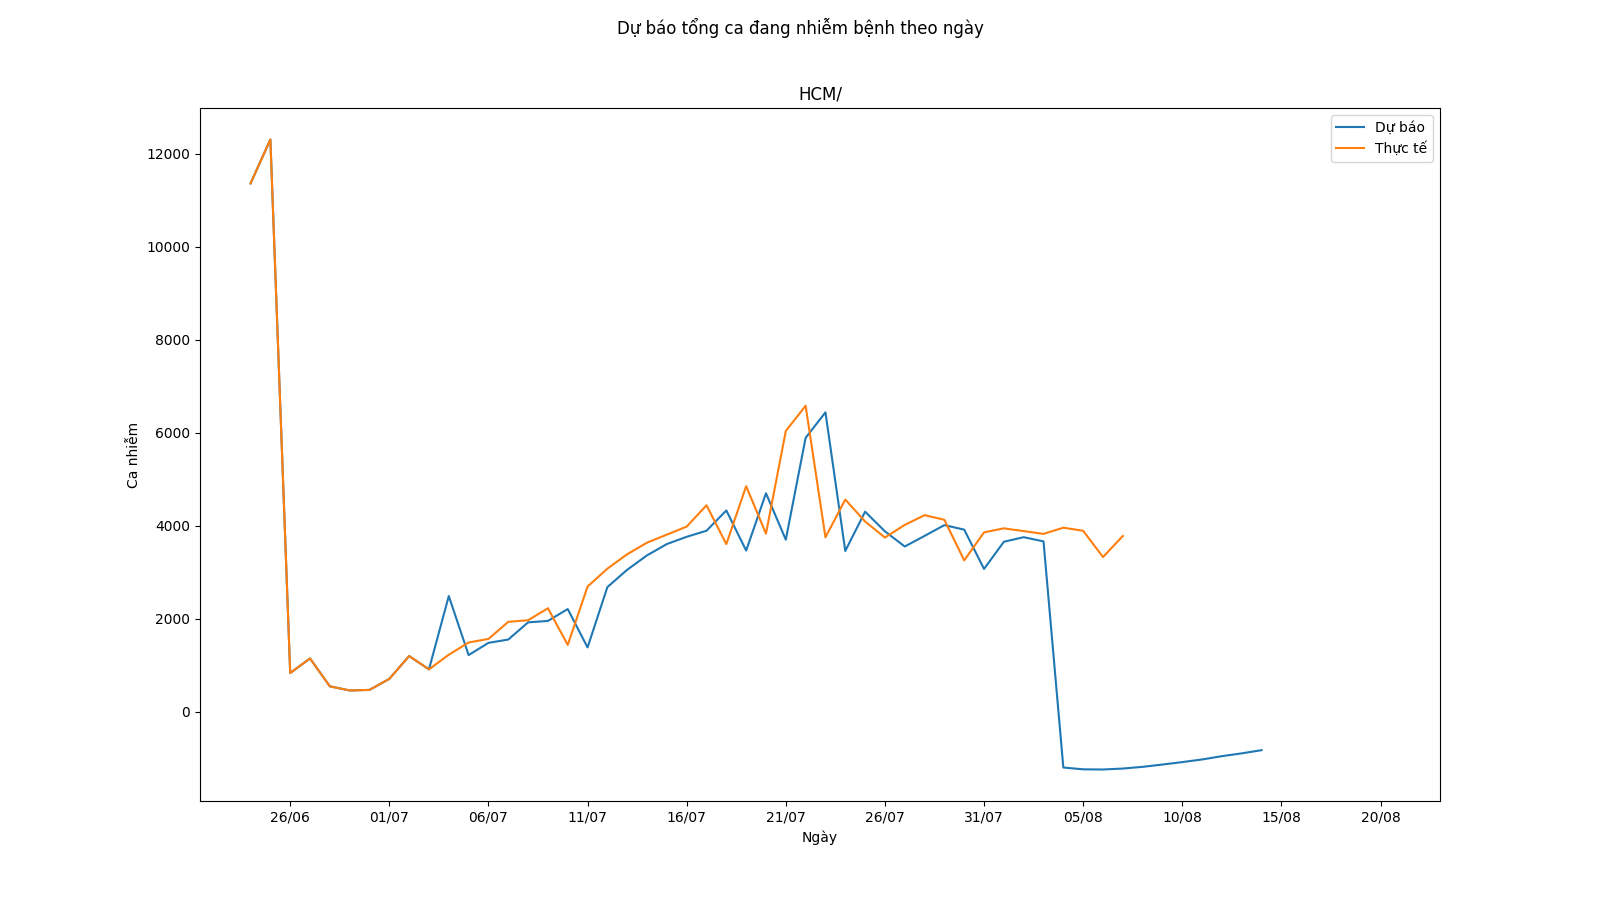 Dự báo tổng ca đang nhiễm bệnh theo ngày
HCM/
Dự báo
Thực tế
Ca nhiễm
12000
10000
8000
6000
4000
2000
0
26/06 01/07 06/07 11/07 16/07 21/07 26/07 31/07 05/08 10/08 15/08 20/08
Ngày